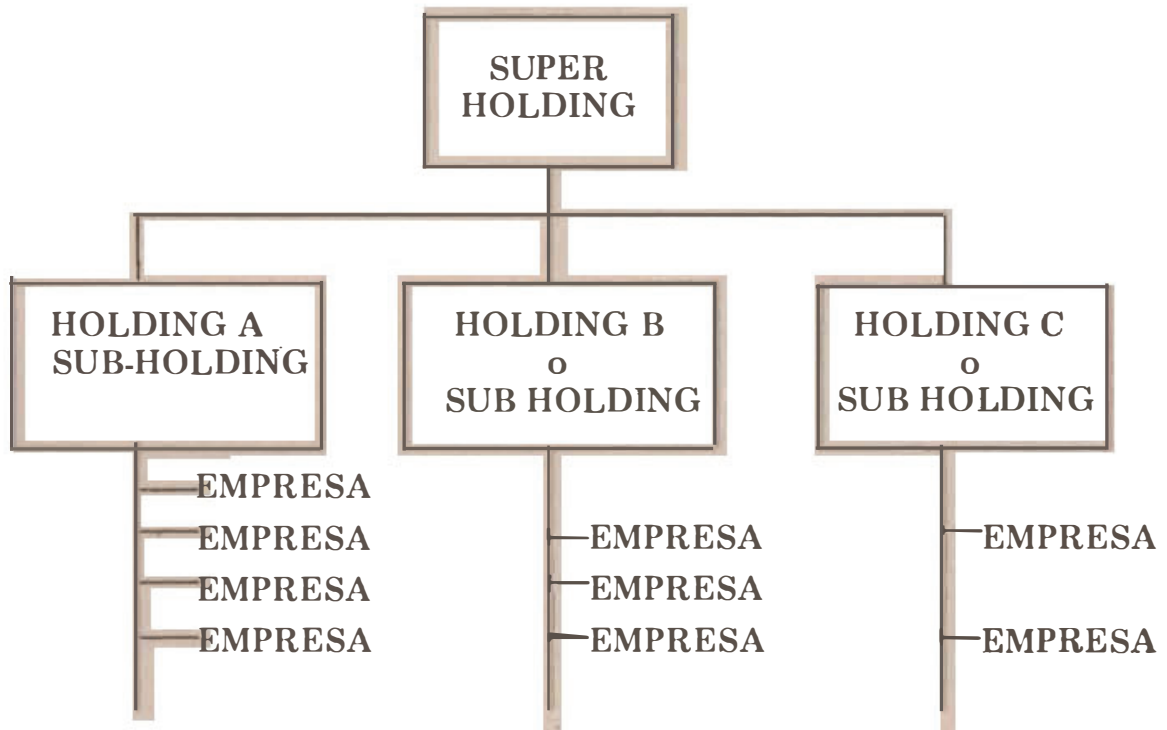 SUPER
HOLDING
HOLDING A
SUB-HOLDING
EMPRESA
EMPRESA
EMPRESA
EMPRESA
HOLDING B
o
SUB HOLDING
EMPRESA
EMPRESA
EMPRESA
HOLDING C
o
SUB HOLDING
EMPRESA
EMPRESA